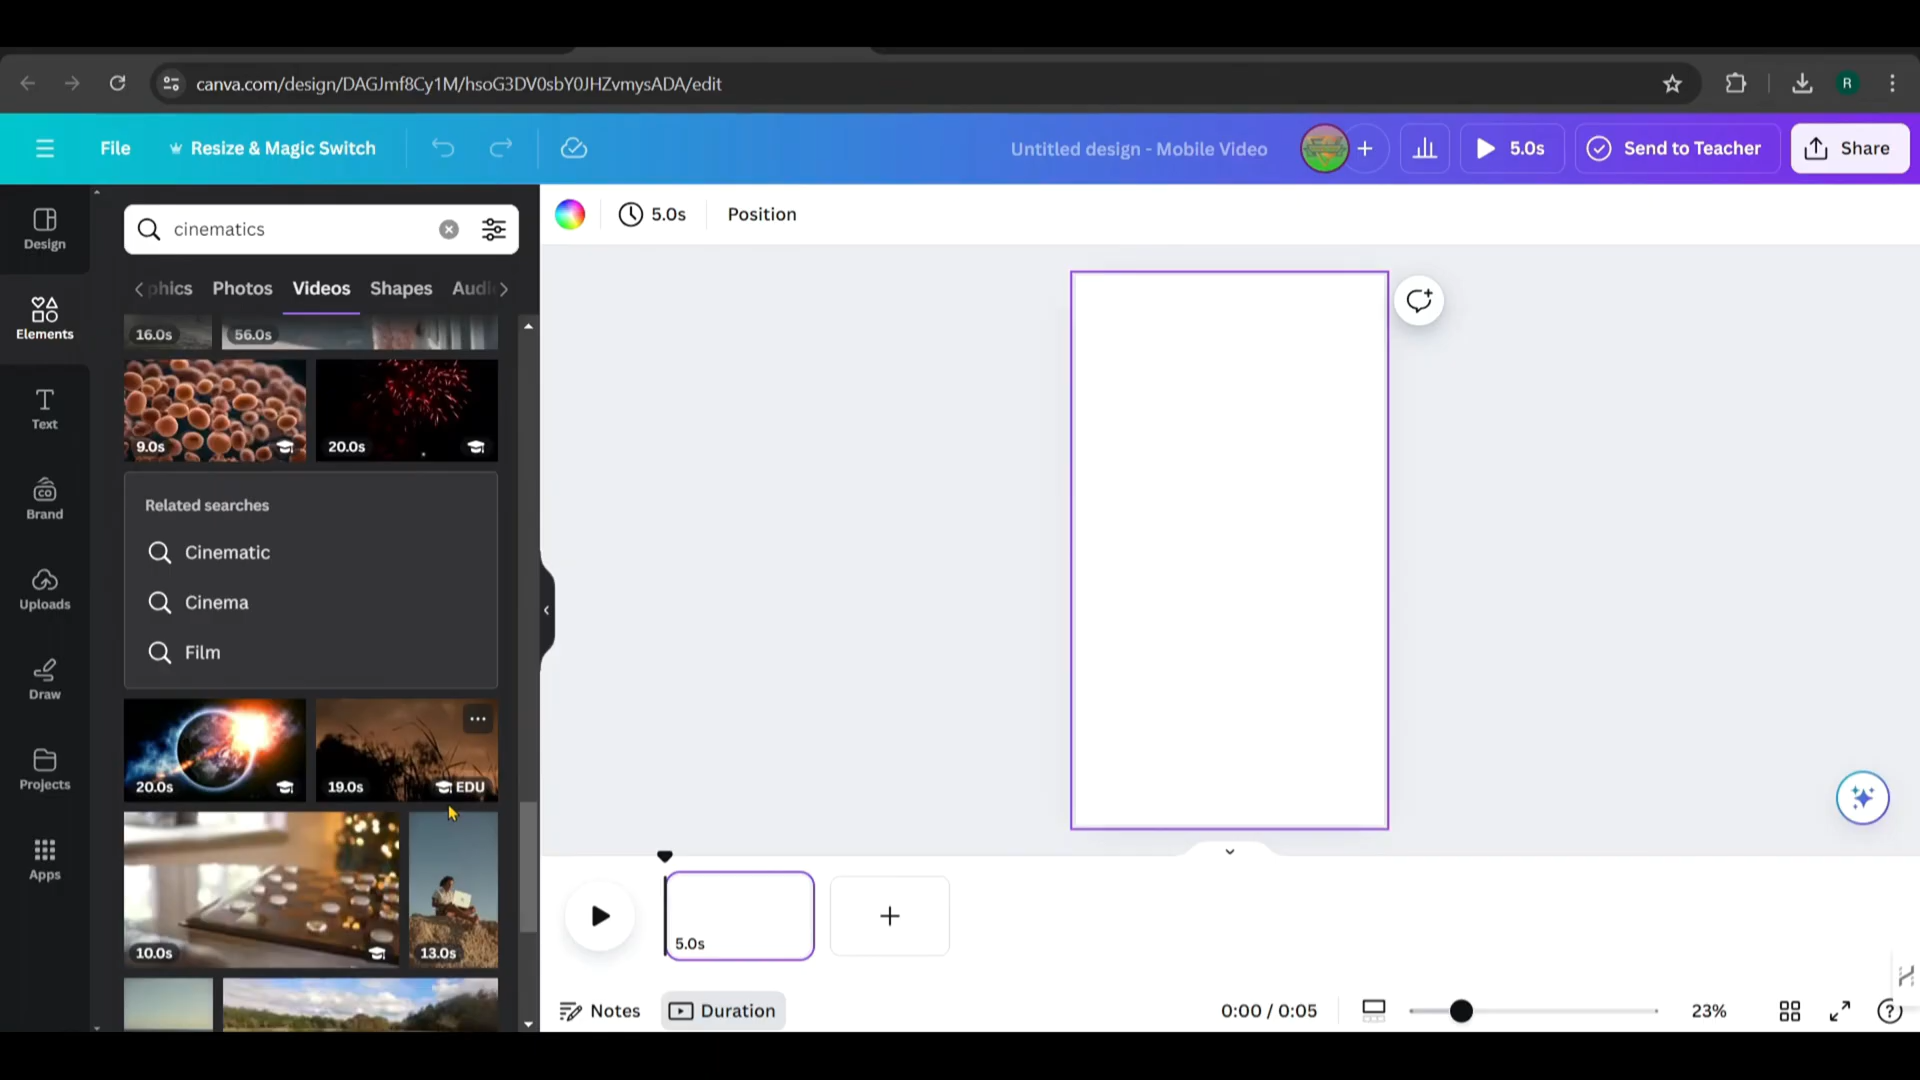 canva.com/design/DAGJmf8Cy1M/hsoG3DV0sbY0JHZvmysADA/edit
R
File
Resize & Magic Switch
Untitled design - Mobile Video
5.0s
Send to Teacher
Share
Design
Elements
Text
Brand
Uploads
Draw
Projects
Apps
cinematics
phics
Photos
Videos
Shapes
Audi
16.0s
56.0s
9.0s
20.0s
Related searches
Cinematic
Cinema
Film
20.0s
19.0s
EDU
10.0s
13.0s
5.0s
Position
5.0s
Notes
Duration
0:00 / 0:05
23%